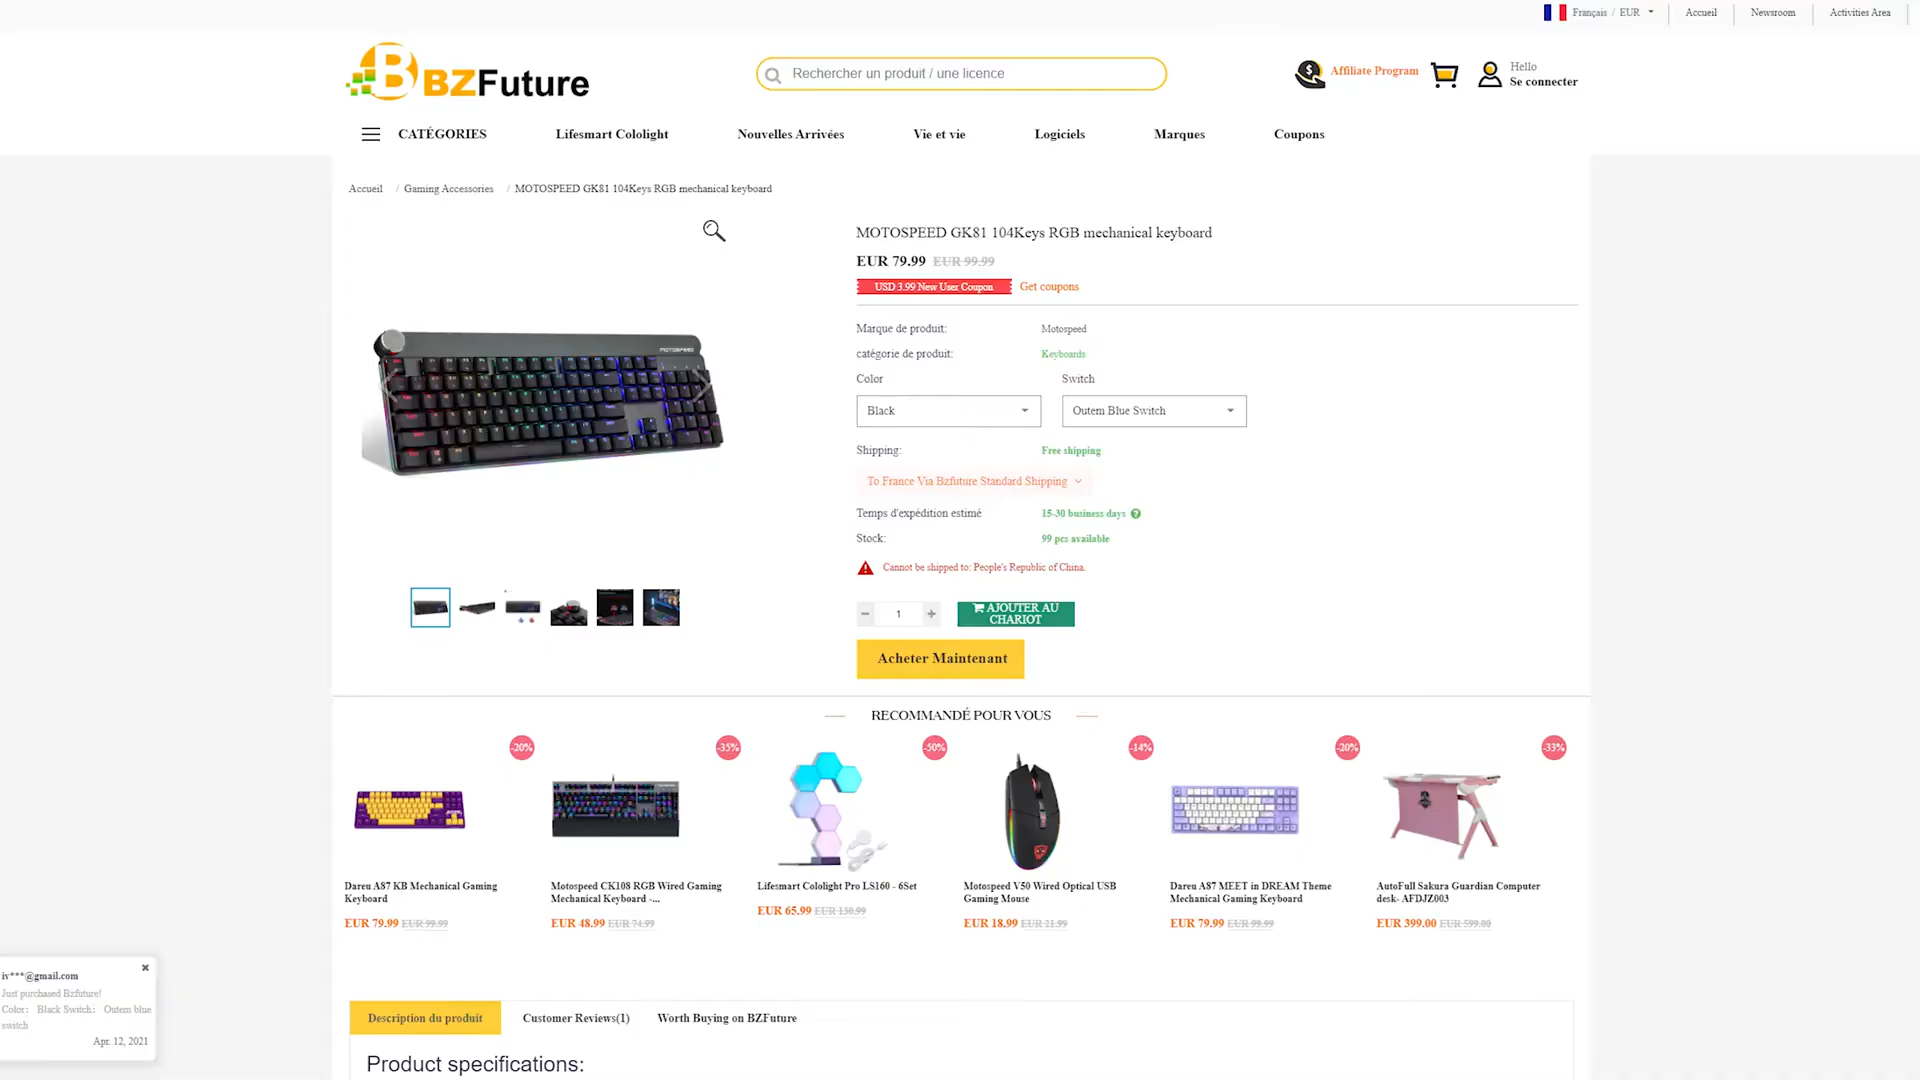 Français / EUR
Accueil
Newsroom
Activities Area
BZFuture
Rechercher un produit / une licence
Affiliate Program
Hello
Se connecter
CATÉGORIES
Lifesmart Cololight
Nouvelles Arrivées
Vie et vie
Logiciels
Marques
Coupons
Accueil / Gaming Accessories / MOTOSPEED GK81 104Keys RGB mechanical keyboard
MOTOSPEED GK81 104Keys RGB mechanical keyboard
EUR 79.99 EUR 99.99
USD 3.99 New User Coupon Get coupons
Marque de produit: Motospeed
catégorie de produit: Keyboards
Color Switch
Black Outem Blue Switch
Shipping: Free shipping
To France Via Bzfuture Standard Shipping
Temps d'expédition estimé 15-30 business days
Stock: 99 pcs available
Cannot be shipped to: People's Republic of China.
1
AJOUTER AU
CHARIOT
Acheter Maintenant
MOTOSPEED
RECOMMANDÉ POUR VOUS
-20%
Dareu A87 KB Mechanical Gaming
Keyboard
EUR 79.99 EUR 99.99
-35%
Motospeed CK108 RGB Wired Gaming
Mechanical Keyboard -...
EUR 48.99 EUR 74.99
-50%
Lifesmart Cololight Pro LS160 - 6Set
EUR 65.99 EUR 130.99
-14%
Motospeed V50 Wired Optical USB
Gaming Mouse
EUR 18.99 EUR 21.99
-20%
Dareu A87 MEET in DREAM Theme
Mechanical Gaming Keyboard
EUR 79.99 EUR 99.99
-33%
AutoFull Sakura Guardian Computer
desk- AFDJZ003
EUR 399.00 EUR 599.00
iv***@gmail.com
Just purchased Bzfuture!
Color: Black Switch: Outem blue
switch
Apr. 12, 2021
Description du produit
Customer Reviews(1)
Worth Buying on BZFuture
Product specifications: